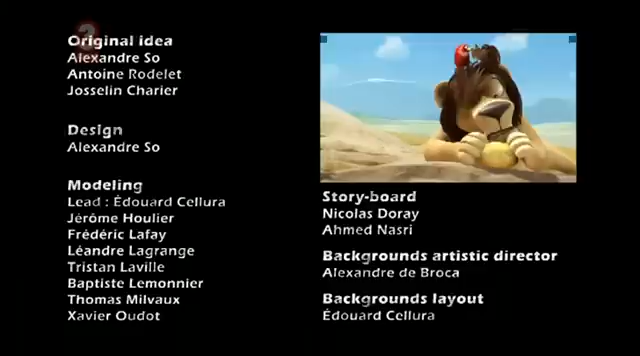 Original idea
Alexandre So
Antoine Rodelet
Josselin Charier
Design
Alexandre So
Modeling
Lead : Édouard Cellura
Jérôme Houlier
Frédéric Lafay
Léandre Lagrange
Tristan Laville
Baptiste Lemonnier
Thomas Milvaux
Xavier Oudot
Story-board
Nicolas Doray
Ahmed Nasri
Backgrounds artistic director
Alexandre de Broca
Backgrounds layout
Édouard Cellura
3